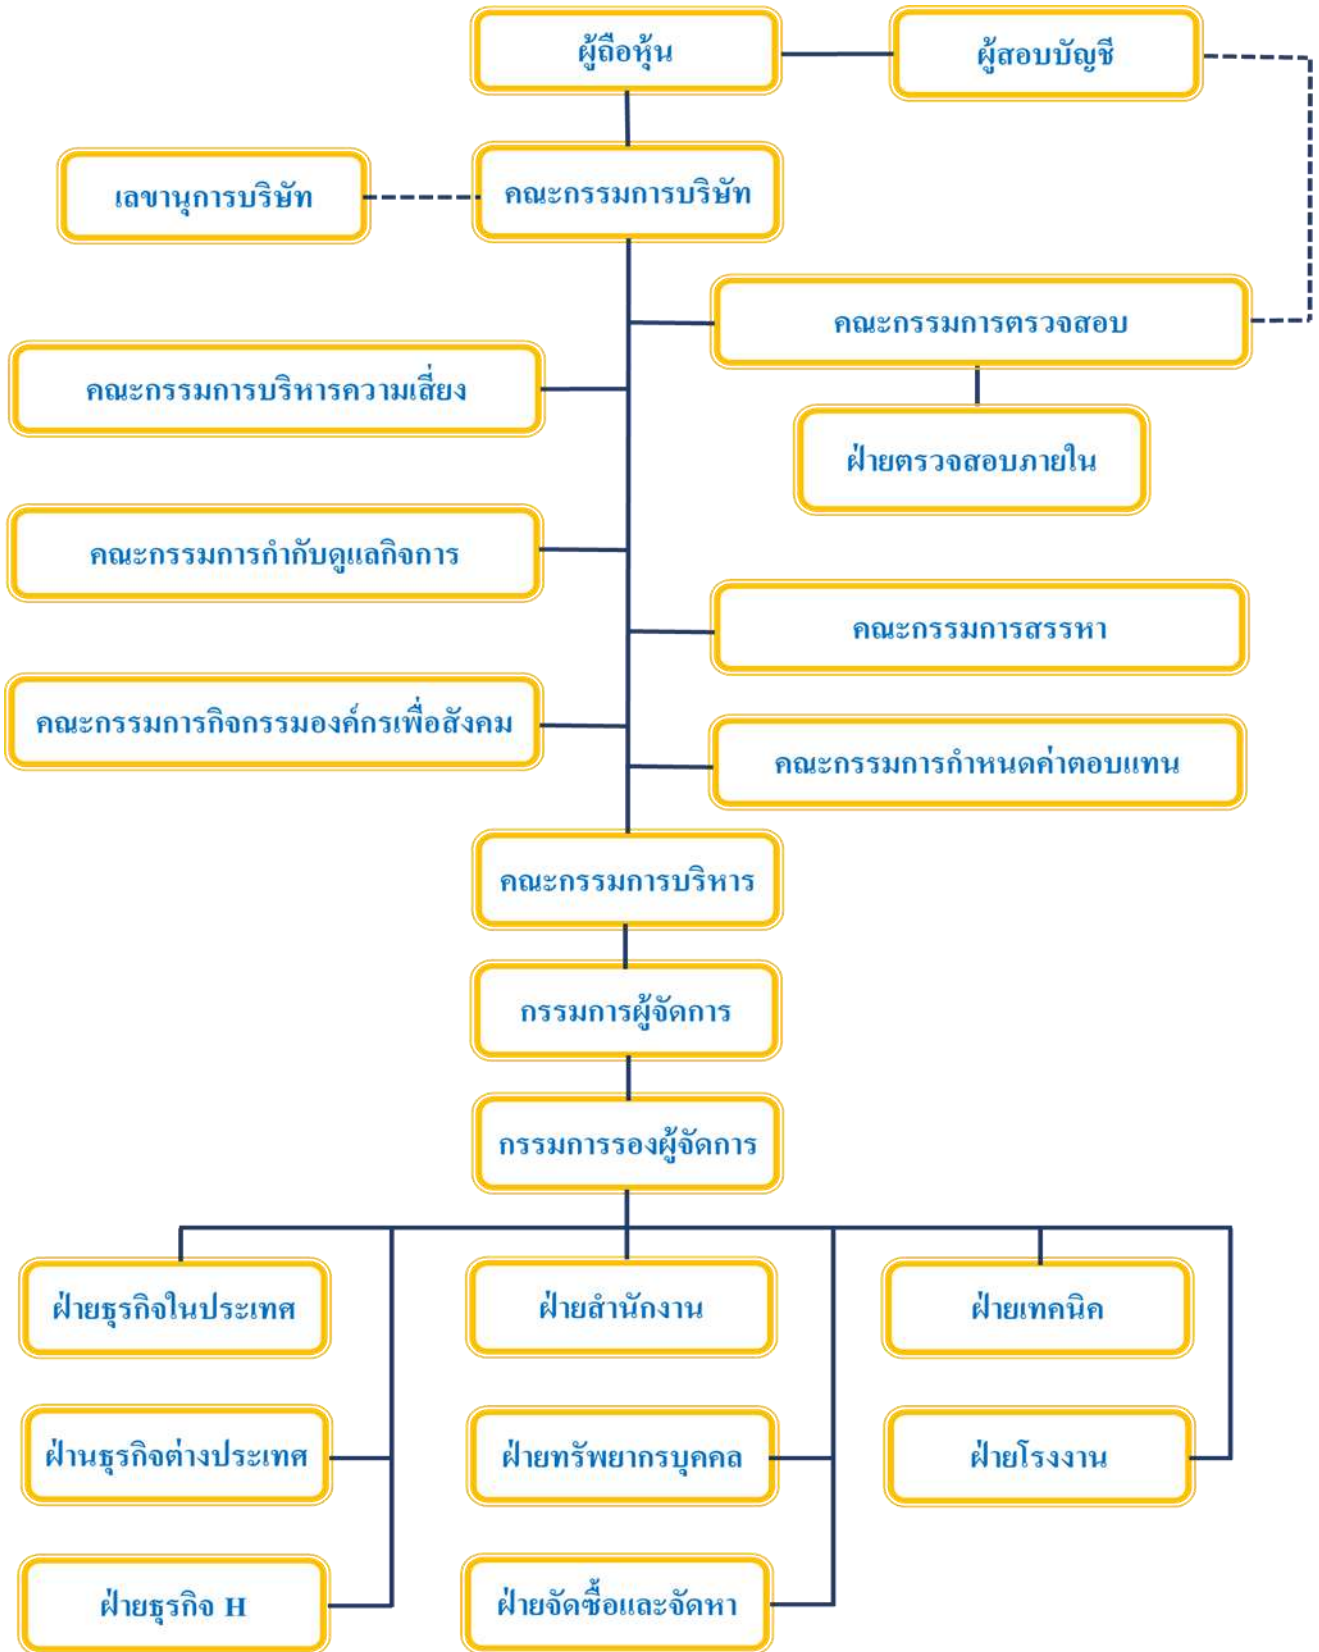 ผู้ถือหุ้น
ผู้สอบบัญชี
เลขานุการบริษัท
คณะกรรมการบริษัท
คณะกรรมการตรวจสอบ
คณะกรรมการบริหารความเสี่ยง
ฝ่ายตรวจสอบภายใน
คณะกรรมการกำกับดูแลกิจการ
คณะกรรมการสรรหา
คณะกรรมการกิจกรรมองค์กรเพื่อสังคม
คณะกรรมการกำหนดค่าตอบแทน
คณะกรรมการบริหาร
กรรมการผู้จัดการ
กรรมการรองผู้จัดการ
ฝ่ายธุรกิจในประเทศ
ฝ่ายสำนักงาน
ฝ่ายเทคนิค
ฝ่านธุรกิจต่างประเทศ
ฝ่ายทรัพยากรบุคคล
ฝ่ายโรงงาน
ฝ่ายธุรกิจ H
ฝ่ายจัดซื้อและจัดหา